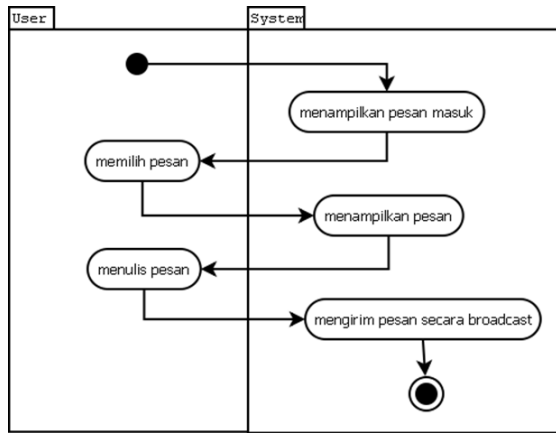 User
System
menampilkan pesan masuk
memilih pesan
menampilkan pesan
menulis pesan
mengirim pesan secara broadcast